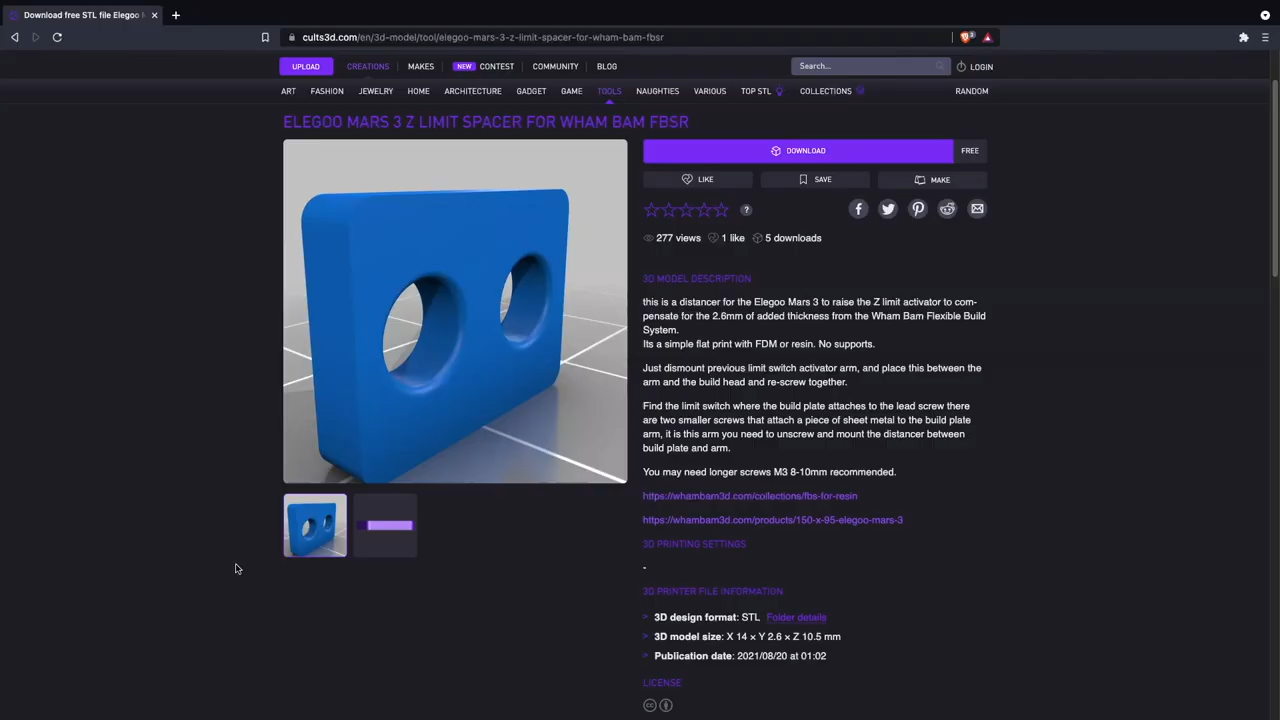 Download free STL file Elegoo M
cults3d.com/en/3d-model/tool/elegoo-mars-3-z-limit-spacer-for-wham-bam-fbsr
3
UPLOAD CREATIONS MAKES NEW CONTEST COMMUNITY BLOG Search... LOGIN
ART FASHION JEWELRY HOME ARCHITECTURE GADGET GAME TOOLS NAUGHTIES VARIOUS TOP STL COLLECTIONS RANDOM
ELEGOO MARS 3 Z LIMIT SPACER FOR WHAM BAM FBSR
DOWNLOAD FREE
LIKE SAVE MAKE
?
277 views 1 like 5 downloads
3D MODEL DESCRIPTION
this is a distancer for the Elegoo Mars 3 to raise the Z limit activator to com-
pensate for the 2.6mm of added thickness from the Wham Bam Flexible Build
System.
Its a simple flat print with FDM or resin. No supports.
Just dismount previous limit switch activator arm, and place this between the
arm and the build head and re-screw together.
Find the limit switch where the build plate attaches to the lead screw there
are two smaller screws that attach a piece of sheet metal to the build plate
arm, it is this arm you need to unscrew and mount the distancer between
build plate and arm.
You may need longer screws M3 8-10mm recommended.
https://whambam3d.com/collections/fbs-for-resin
https://whambam3d.com/products/150-x-95-elegoo-mars-3
3D PRINTING SETTINGS
-
3D PRINTER FILE INFORMATION
> 3D design format: STL Folder details
> 3D model size: X 14 × Y 2.6 × Z 10.5 mm
> Publication date: 2021/08/20 at 01:02
LICENSE
cc